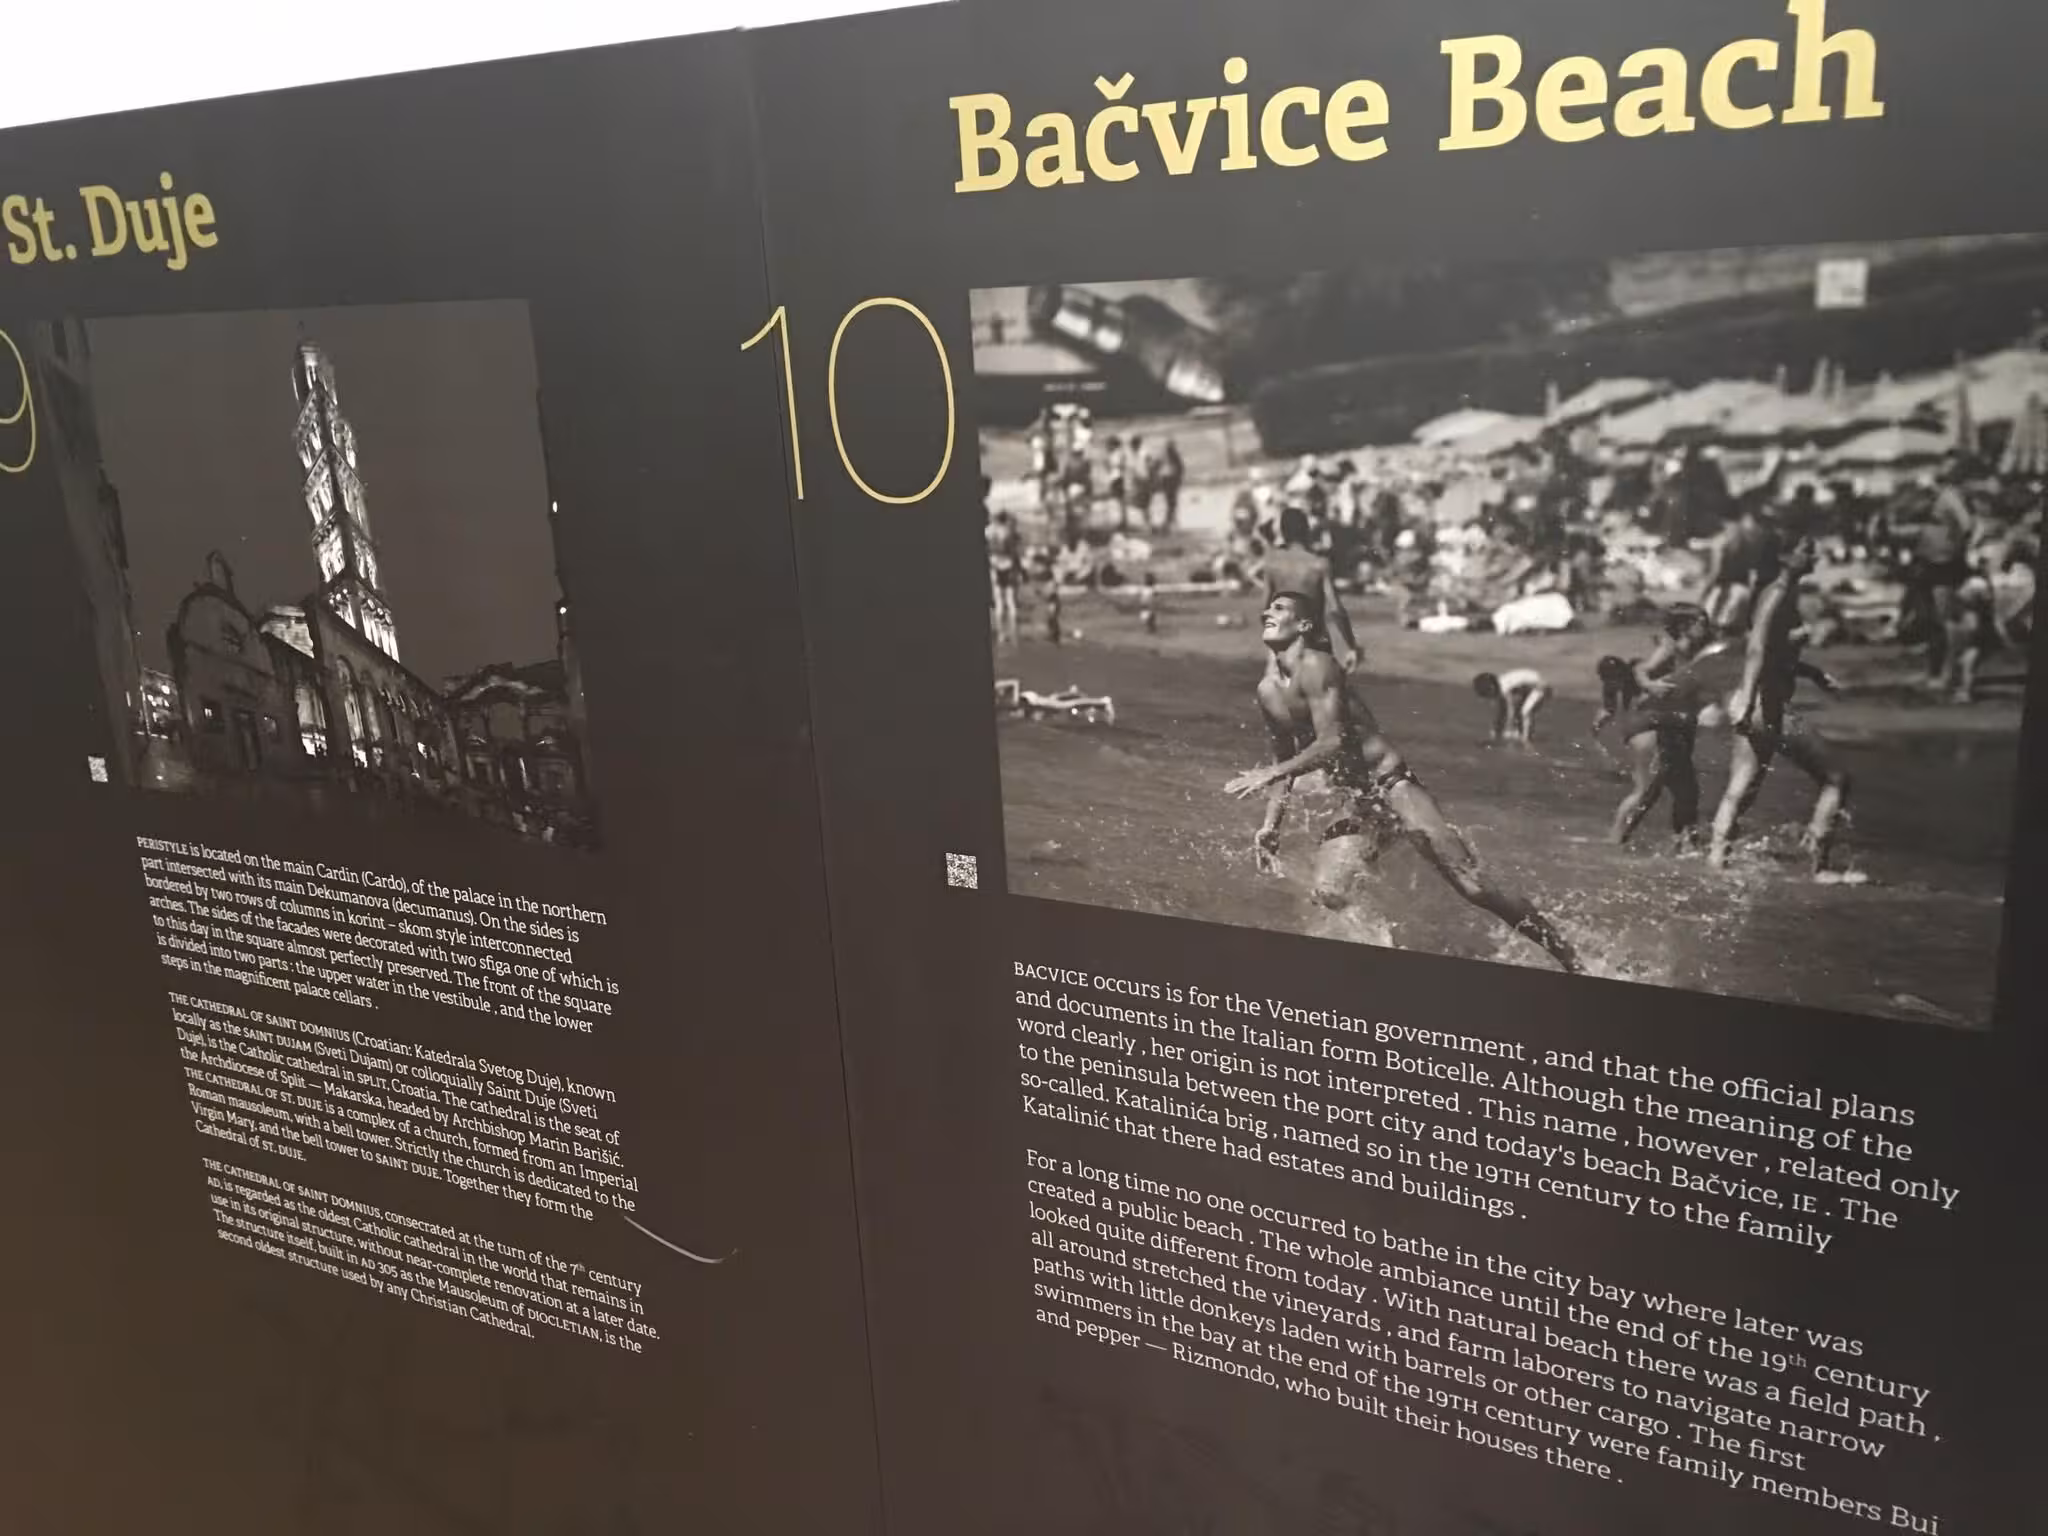 St. Duje
9
PERISTYLE is located on the main Cardin (Cardo), of the palace in the northern
part intersected with its main Dekumanova (decumanus). On the sides is
bordered by two rows of columns in korint – skom style interconnected
arches. The sides of the facades were decorated with two sfiga one of which is
to this day in the square almost perfectly preserved. The front of the square
is divided into two parts : the upper water in the vestibule , and the lower
steps in the magnificent palace cellars .
THE CATHEDRAL OF SAINT DOMNIUS (Croatian: Katedrala Svetog Duje), known
locally as the SAINT DUJAM (Sveti Dujam) or colloquially Saint Duje (Sveti
Duje), is the Catholic cathedral in SPLIT, Croatia. The cathedral is the seat of
the Archdiocese of Split — Makarska, headed by Archbishop Marin Barišić.
THE CATHEDRAL OF ST. DUJE is a complex of a church, formed from an Imperial
Roman mausoleum, with a bell tower. Strictly the church is dedicated to the
Virgin Mary, and the bell tower to SAINT DUJE. Together they form the
Cathedral of ST. DUJE.
THE CATHEDRAL OF SAINT DOMNIUS, consecrated at the turn of the 7th century
AD, is regarded as the oldest Catholic cathedral in the world that remains in
use in its original structure, without near-complete renovation at a later date.
The structure itself, built in AD 305 as the Mausoleum of DIOCLETIAN, is the
second oldest structure used by any Christian Cathedral.
Bačvice Beach
10
BACVICE occurs is for the Venetian government , and that the official plans
and documents in the Italian form Boticelle. Although the meaning of the
word clearly , her origin is not interpreted . This name , however , related only
to the peninsula between the port city and today's beach Bačvice, IE . The
so-called. Katalinića brig , named so in the 19TH century to the family
Katalinić that there had estates and buildings .
For a long time no one occurred to bathe in the city bay where later was
created a public beach . The whole ambiance until the end of the 19th century
looked quite different from today . With natural beach there was a field path ,
all around stretched the vineyards , and farm laborers to navigate narrow
paths with little donkeys laden with barrels or other cargo . The first
swimmers in the bay at the end of the 19TH century were family members Bui
and pepper — Rizmondo, who built their houses there .